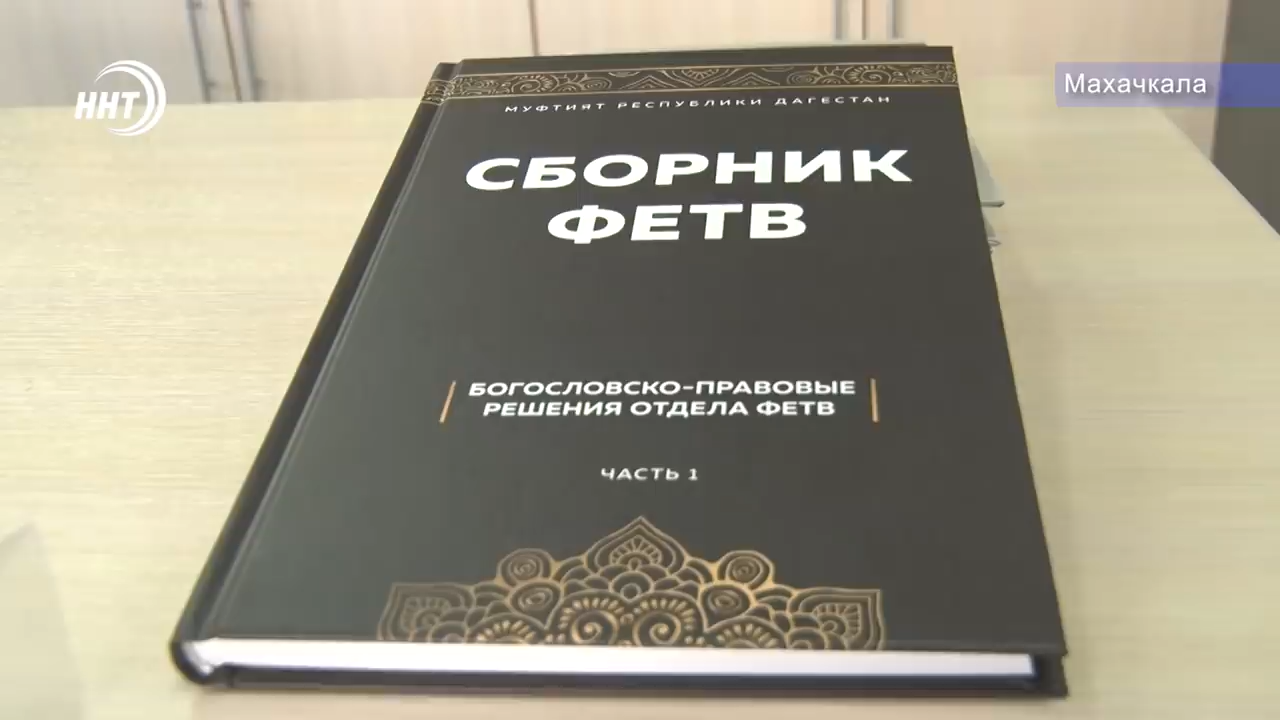 ННТ
Махачкала
МУФТИЯТ РЕСПУБЛИКИ ДАГЕСТАН
СБОРНИК
ФЕТВ
БОГОСЛОВСКО-ПРАВОВЫЕ
РЕШЕНИЯ ОТДЕЛА ФЕТВ
ЧАСТЬ 1